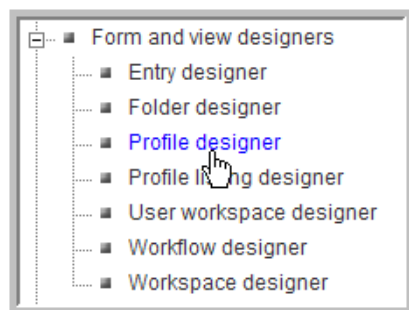 Form and view designers
Entry designer
Folder designer
Profile designer
Profile listing designer
User workspace designer
Workflow designer
Workspace designer